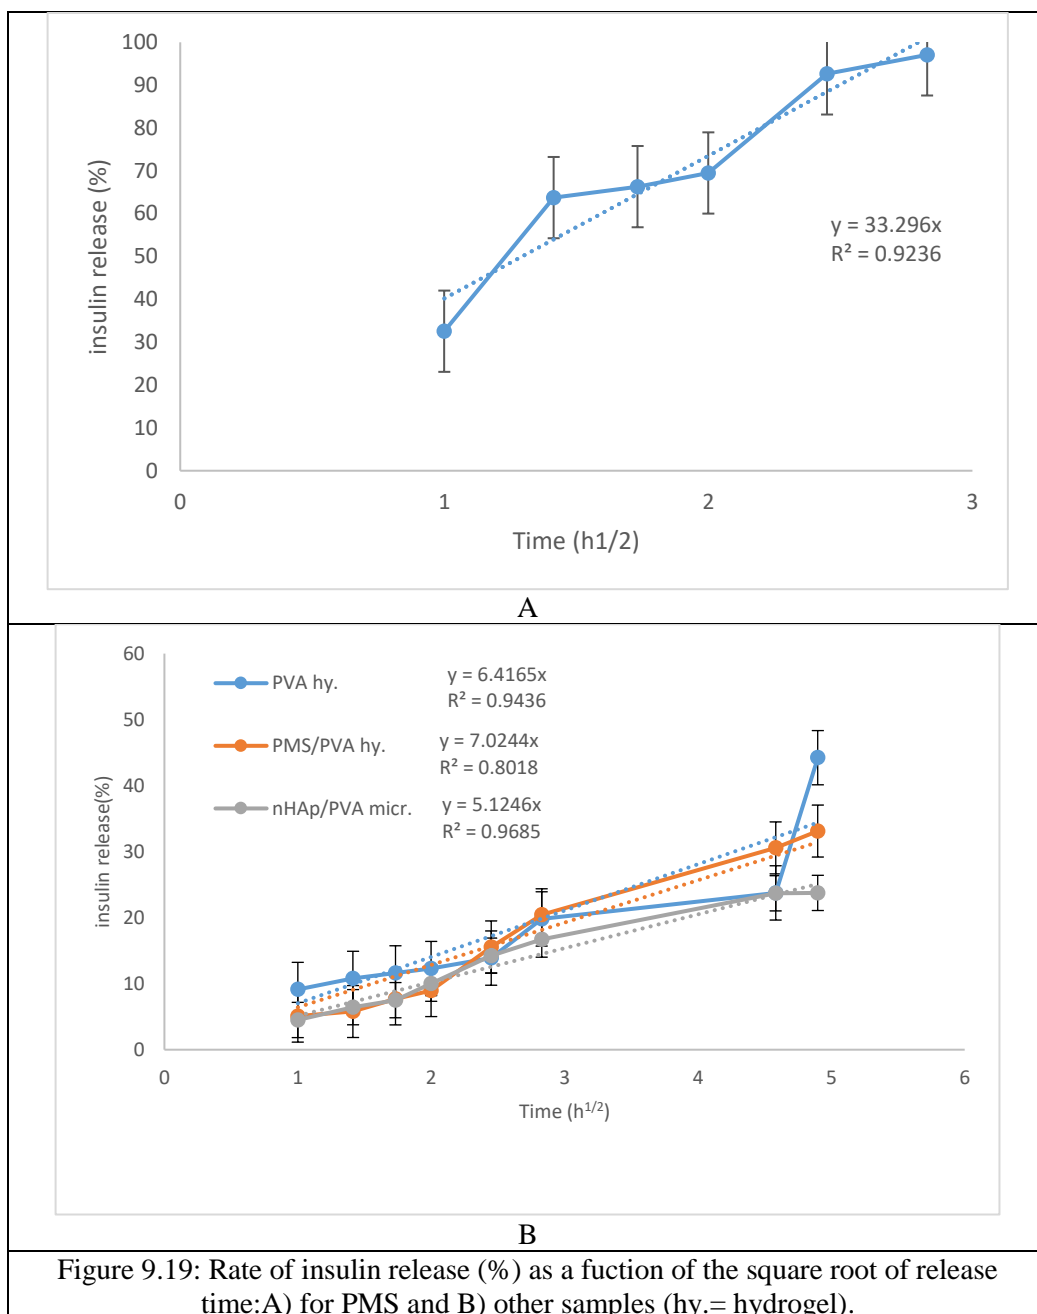 100
90
80
70
60
50
40
30
20
10
0
insulin release (%)
y = 33.296x
R² = 0.9236
0 1 2 3
Time (h1/2)
A
60
50
40
30
20
10
0
insulin release(%)
PVA hy.
y = 6.4165x
R² = 0.9436
PMS/PVA hy.
y = 7.0244x
R² = 0.8018
nHAp/PVA micr.
y = 5.1246x
R² = 0.9685
0 1 2 3 4 5 6
Time (h^1/2)
B
Figure 9.19: Rate of insulin release (%) as a fuction of the square root of release
time:A) for PMS and B) other samples (hy.= hydrogel).